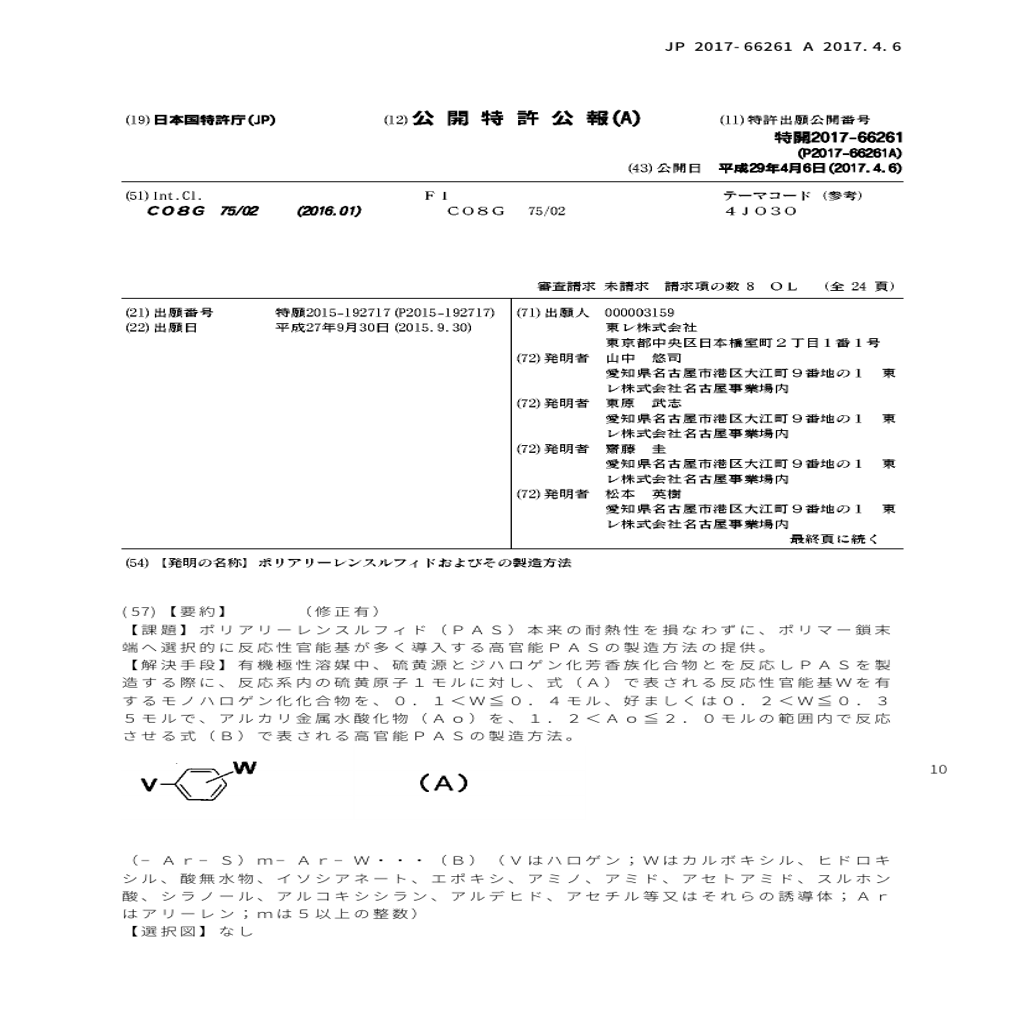 JP 2017-66261 A 2017.4.6
(19)日本国特許庁(JP)
(12)公開特許公報(A)
(11)特許出願公開番号
特開2017-66261
(P2017-66261A)
(43)公開日 平成29年4月6日(2017.4.6)
(51)Int.Cl. F I テーマコード(参考)
C08G 75/02 (2016.01) C08G 75/02 4J030
審査請求 未請求 請求項の数 8 OL (全 24 頁)
(21)出願番号 特願2015-192717(P2015-192717)
(22)出願日 平成27年9月30日(2015.9.30)
(71)出願人 000003159
東レ株式会社
東京都中央区日本橋室町2丁目1番1号
(72)発明者 山中 悠司
愛知県名古屋市港区大江町9番地の1 東
レ株式会社名古屋事業場内
(72)発明者 東原 武志
愛知県名古屋市港区大江町9番地の1 東
レ株式会社名古屋事業場内
(72)発明者 齋藤 圭
愛知県名古屋市港区大江町9番地の1 東
レ株式会社名古屋事業場内
(72)発明者 松本 英樹
愛知県名古屋市港区大江町9番地の1 東
レ株式会社名古屋事業場内
最終頁に続く
(54)【発明の名称】ポリアリーレンスルフィドおよびその製造方法
(57)【要約】 (修正有)
【課題】ポリアリーレンスルフィド(PAS)本来の耐熱性を損なわずに、ポリマー鎖末
端へ選択的に反応性官能基が多く導入する高官能PASの製造方法の提供。
【解決手段】有機極性溶媒中、硫黄源とジハロゲン化芳香族化合物とを反応しPASを製
造する際に、反応系内の硫黄原子1モルに対し、式(A)で表される反応性官能基Wを有
するモノハロゲン化化合物を、0.1<W≦0.4モル、好ましくは0.2<W≦0.3
5モルで、アルカリ金属水酸化物(Ao)を、1.2<Ao≦2.0モルの範囲内で反応
させる式(B)で表される高官能PASの製造方法。
V W (A)
10
(-Ar-S)m-Ar-W・・・(B)(Vはハロゲン;Wはカルボキシル、ヒドロキ
シル、酸無水物、イソシアネート、エポキシ、アミノ、アミド、アセトアミド、スルホン
酸、シラノール、アルコキシシラン、アルデヒド、アセチル等又はそれらの誘導体;Ar
はアリーレン;mは5以上の整数)
【選択図】なし